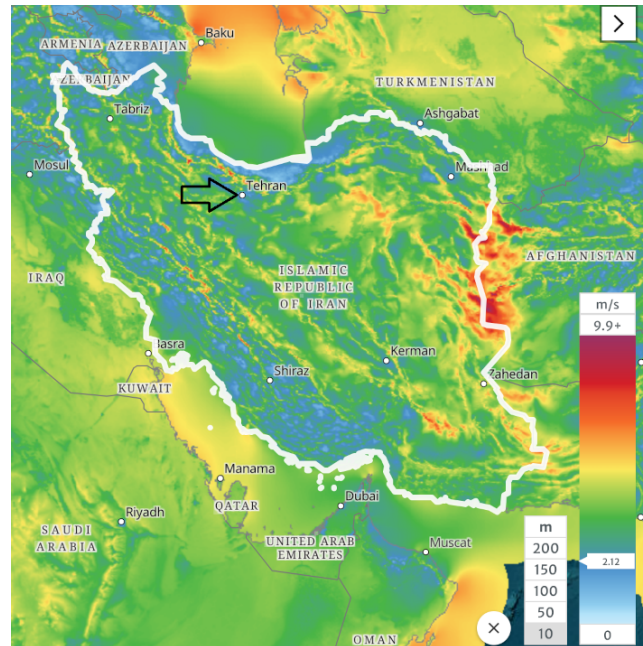 Baku
ARMENIA AZERBAIJAN
AZERBAIJAN
TURKMENISTAN
Tabriz
Ashgabat
Mosul
Mashhad
Tehran
AFGHANISTAN
ISLAMIC
REPUBLIC
OF IRAN
IRAQ
m/s
9.9+
Basra
Kerman
Shiraz
Zahedan
KUWAIT
Manama
QATAR
Dubai
Riyadh
SAUDI
ARABIA
UNITED ARAB
EMIRATES
Muscat
m
200
150
100
50
10
2.12
0
OMAN